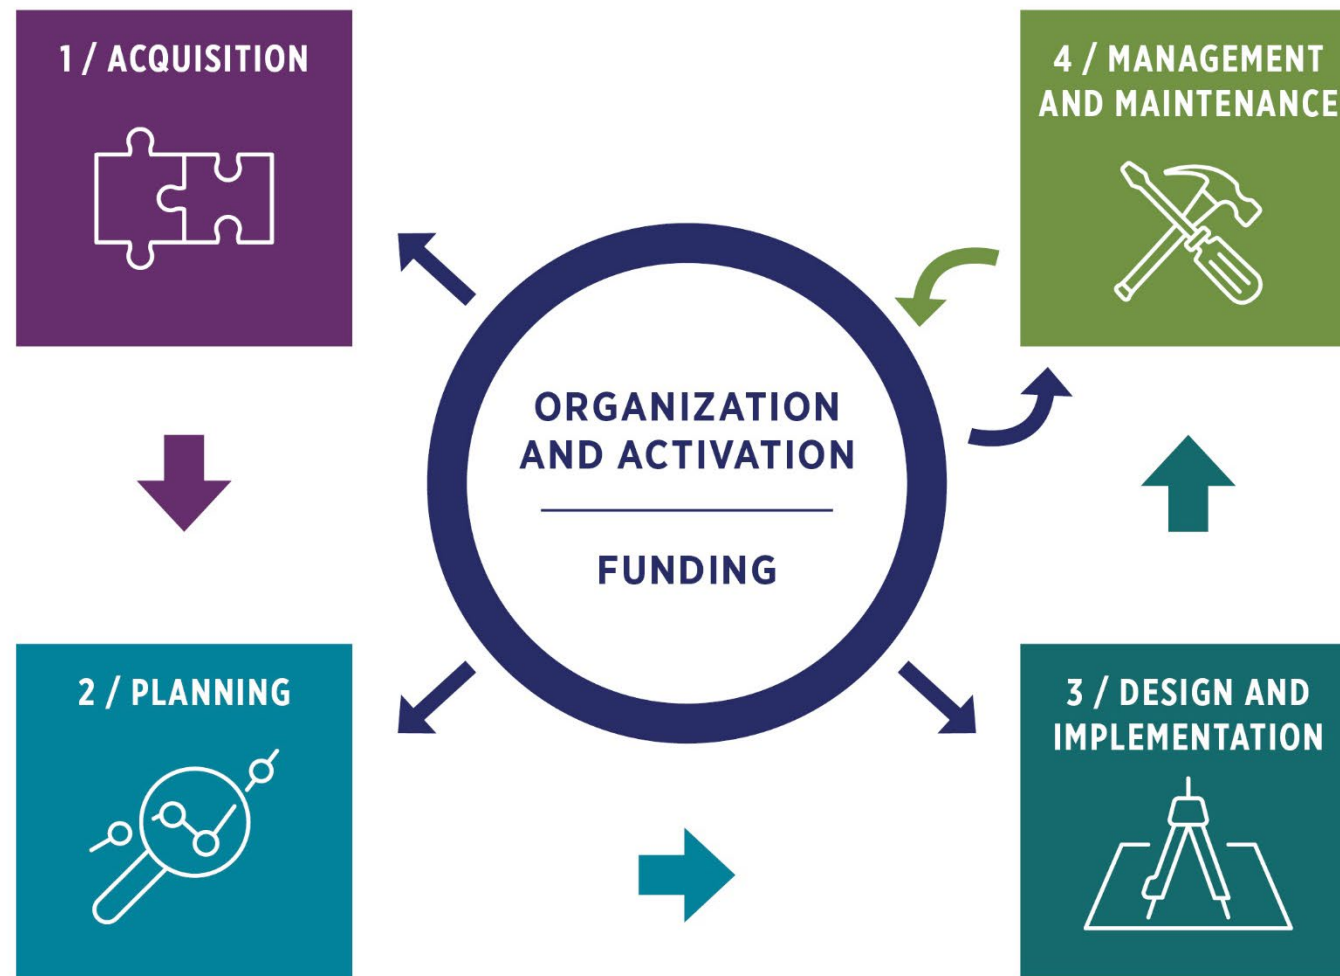 1 / ACQUISITION
4 / MANAGEMENT
AND MAINTENANCE
ORGANIZATION
AND ACTIVATION
FUNDING
2 / PLANNING
3 / DESIGN AND
IMPLEMENTATION